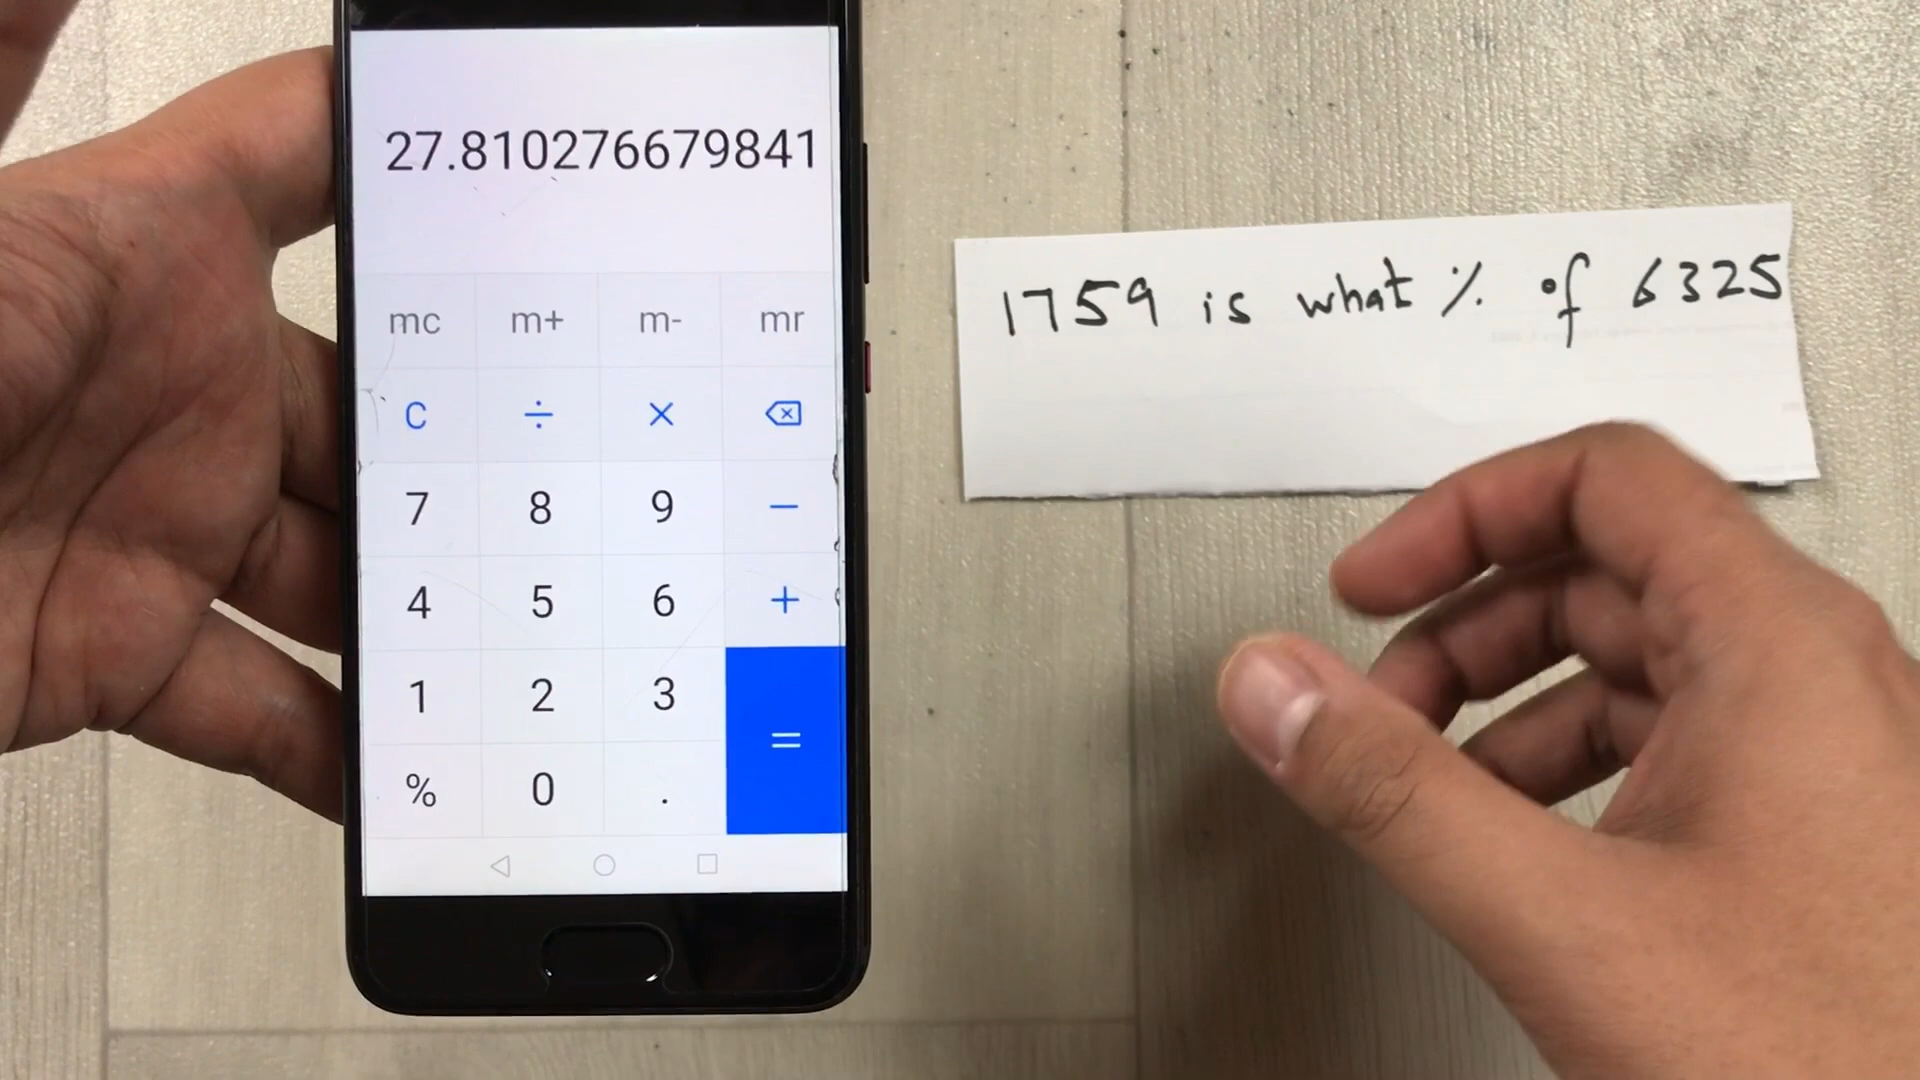 27.810276679841
mc m+ m- mr
C ÷ ×
7 8 9 −
4 5 6 +
1 2 3
% 0 . =
1759 is what % of 6325